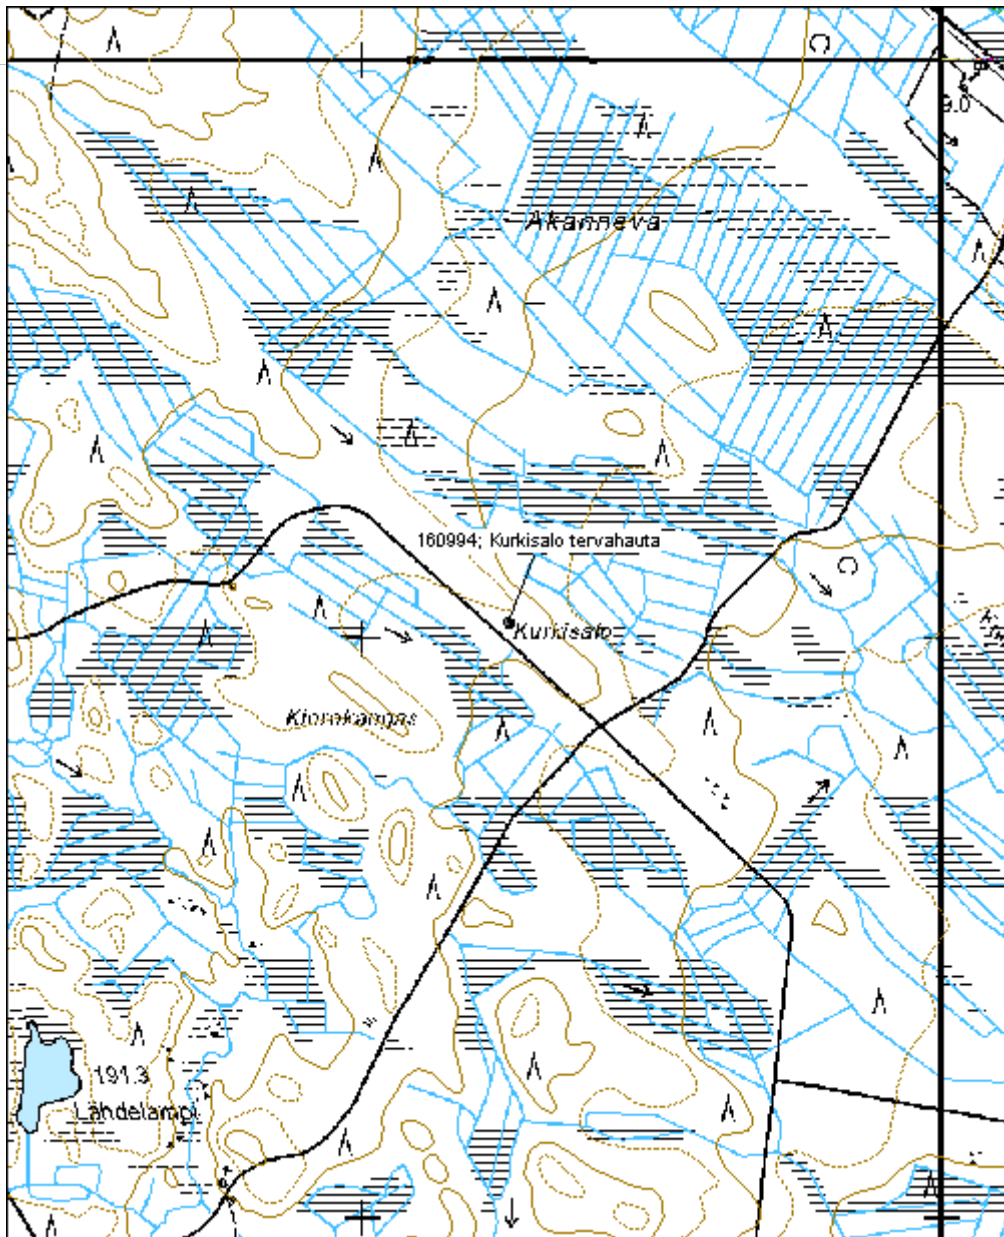 9.0
Akanneva
160994; Kurkisalo tervahauta
Kurkisalo
191.3
Lähdelampi